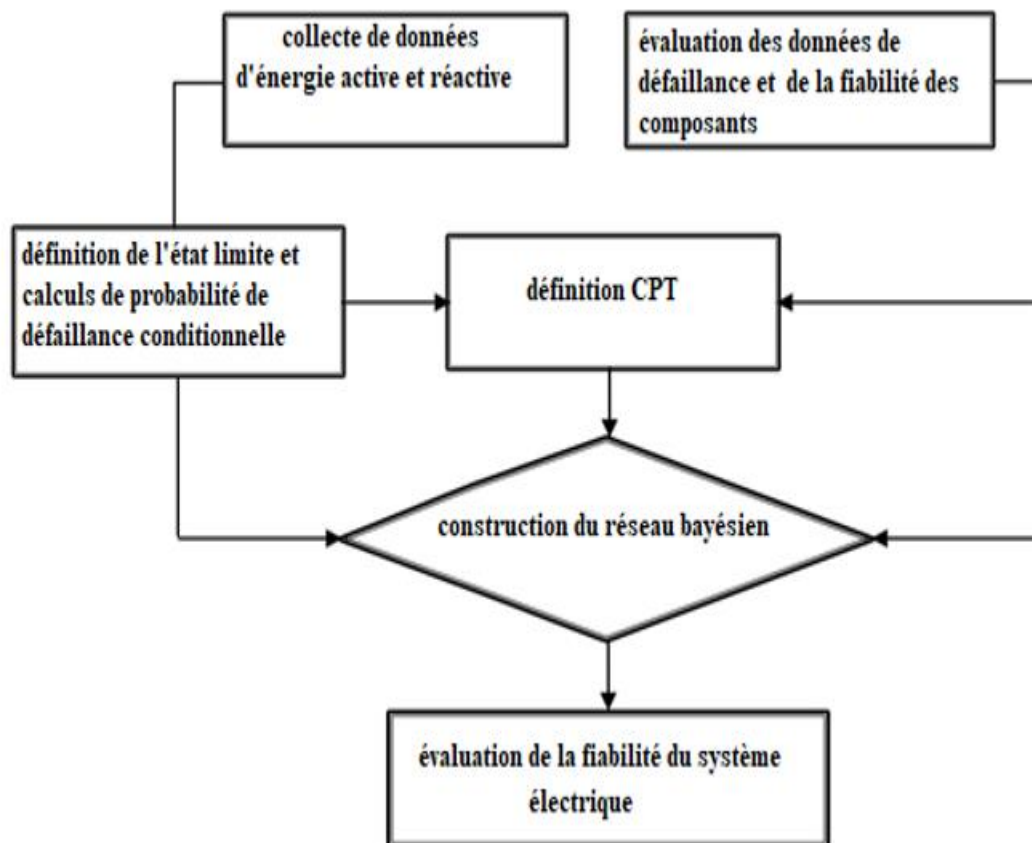 collecte de données
d'énergie active et réactive
évaluation des données de
défaillance et de la fiabilité des
composants
définition de l'état limite et
calculs de probabilité de
défaillance conditionnelle
définition CPT
construction du réseau bayésien
évaluation de la fiabilité du système
électrique